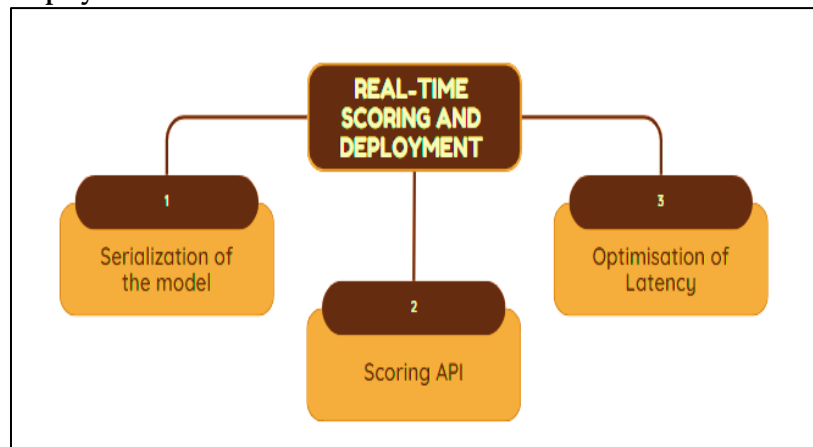 REAL-TIME
SCORING AND
DEPLOYMENT
1
Serialization of
the model
2
Scoring API
3
Optimisation of
Latency